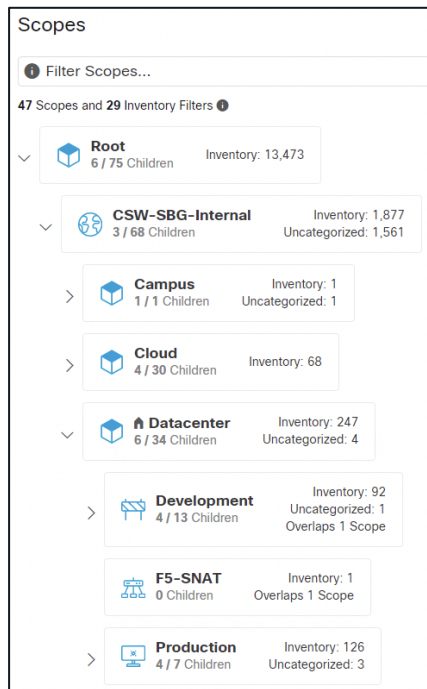 Scopes
Filter Scopes...
47 Scopes and 29 Inventory Filters
Root
6 / 75 Children
Inventory: 13,473
CSW-SBG-Internal
3 / 68 Children
Inventory: 1,877
Uncategorized: 1,561
Campus
1 / 1 Children
Inventory: 1
Uncategorized: 1
Cloud
4 / 30 Children
Inventory: 68
Datacenter
6 / 34 Children
Inventory: 247
Uncategorized: 4
Development
4 / 13 Children
Inventory: 92
Uncategorized: 1
Overlaps 1 Scope
F5-SNAT
0 Children
Inventory: 1
Overlaps 1 Scope
Production
4 / 7 Children
Inventory: 126
Uncategorized: 3